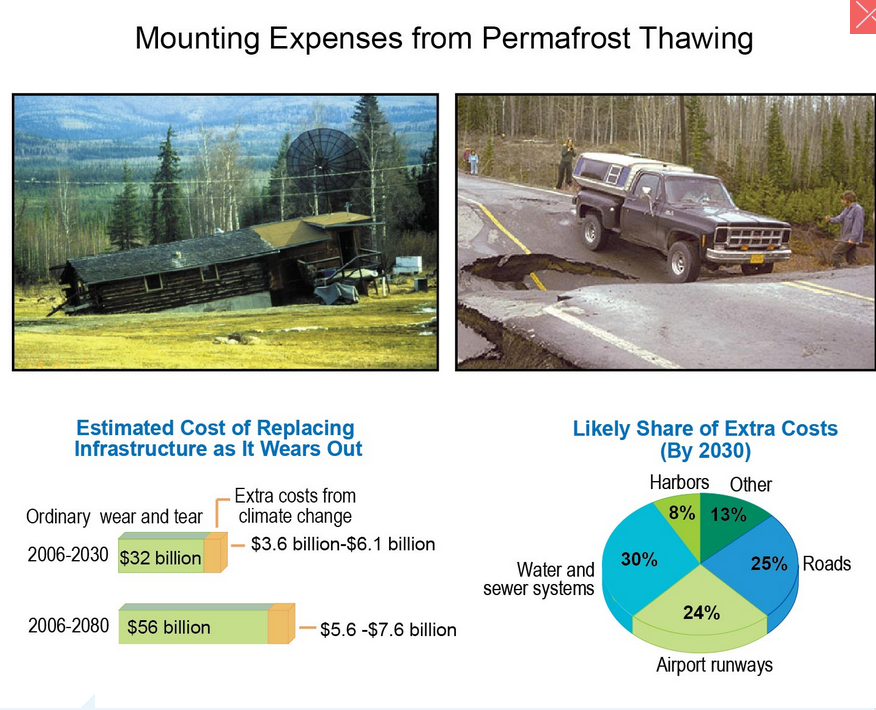 Mounting Expenses from Permafrost Thawing
Estimated Cost of Replacing
Infrastructure as It Wears Out
Extra costs from
climate change
Ordinary wear and tear
2006-2030
$32 billion
$3.6 billion-$6.1 billion
2006-2080
$56 billion
$5.6 -$7.6 billion
Likely Share of Extra Costs
(By 2030)
Harbors
Other
8%
13%
30%
25%
Roads
Water and
sewer systems
24%
Airport runways